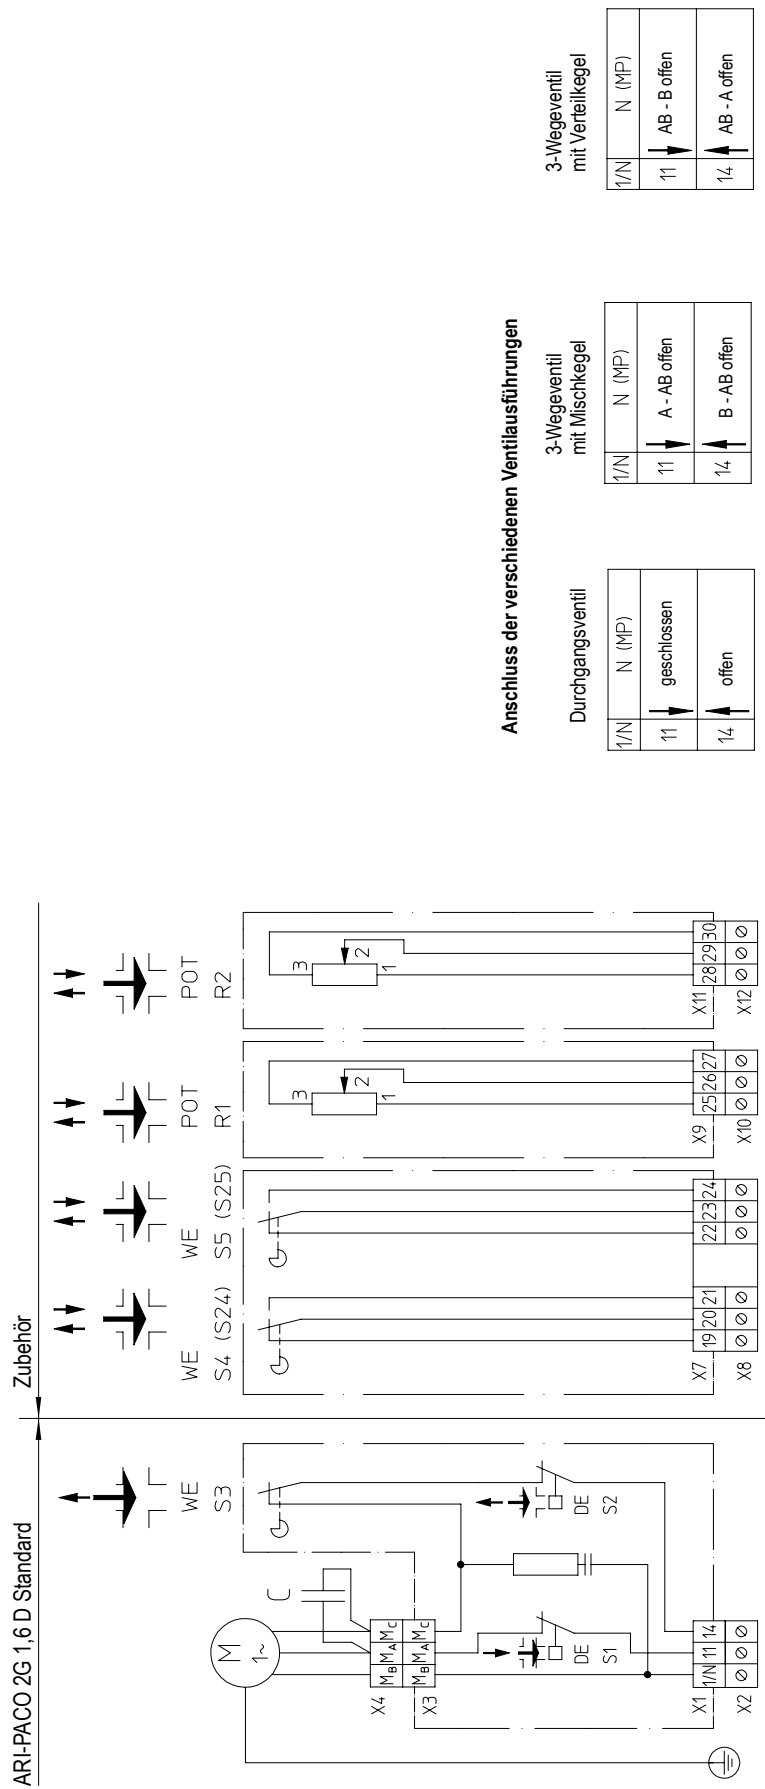 ARI-PACO 2G 1,6 D Standard
Zubehör
WE
S3
WE
S4 (S24)
WE
S5 (S25)
POT
R1
POT
R2
M
1~
C
X4
MB MA MC
X3
MB MA MC
DE
S1
DE
S2
3
2
1
3
2
1
X1
1/N 11 14
X2
X7
19 20 21
22 23 24
X8
X9
25 26 27
X10
X11
28 29 30
X12
Anschluss der verschiedenen Ventilausführungen
Durchgangsventil
1/N N (MP)
11 geschlossen
14 offen
3-Wegeventil
mit Mischkegel
1/N N (MP)
11 A - AB offen
14 B - AB offen
3-Wegeventil
mit Verteilkegel
1/N N (MP)
11 AB - B offen
14 AB - A offen